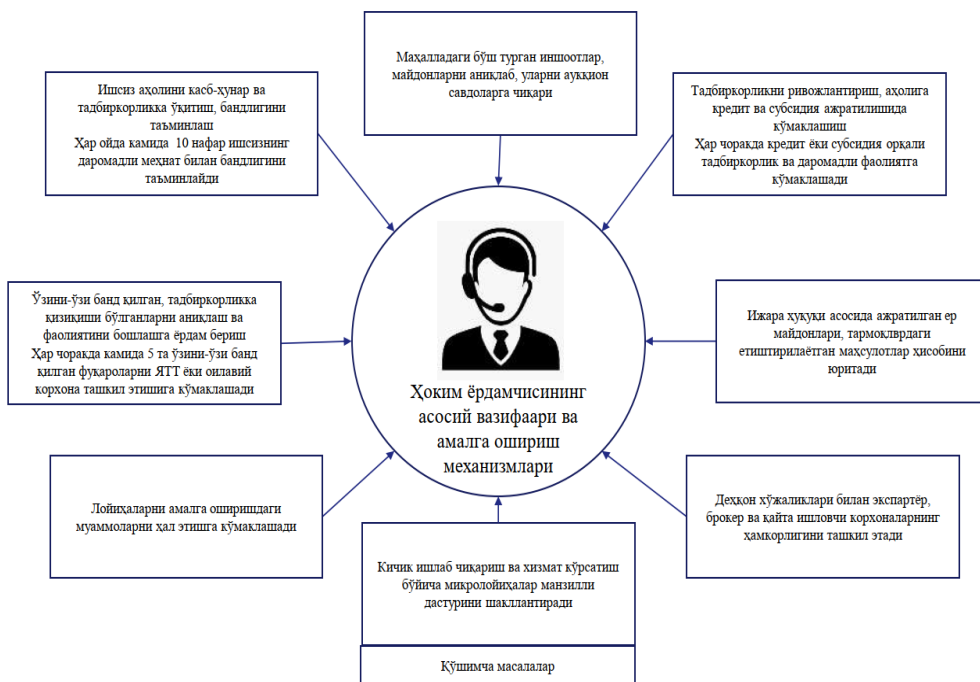 Маҳалладаги бўш турган иншоотлар,
майдонларни аниқлаб, уларни аукқион
савдоларга чиқари
Ишсиз аҳолини касб-ҳунар ва
тадбиркорликка ўқитиш, бандлигини
таъминлаш
Ҳар ойда камида 10 нафар ишсизнинг
даромадли меҳнат билан бандлигини
таъминлайди
Тадбиркорликни ривожлантириш, аҳолига
кредит ва субсидия ажратилишида
кўмаклашиш
Ҳар чоракда кредит ёки субсидия орқали
тадбиркорлик ва даромадли фаолиятга
кўмаклашади
Ўзини-ўзи банд қилган, тадбиркорликка
қизиқиши бўлганларни аниқлаш ва
фаолиятини бошлашга ёрдам бериш
Ҳар чоракда камида 5 та ўзини-ўзи банд
қилган фуқароларни ЯТТ ёки оилавий
корхона ташкил этишига кўмаклашади
Ижара ҳуқуқи асосида ажратилган ер
майдонлари, тармоқлврдаги
етиштирилаётган маҳсулотлар ҳисобини
юритади
Ҳоким ёрдамчисининг
асосий вазифаари ва
амалга ошириш
механизмлари
Лойиҳаларни амалга оширишдаги
муаммоларни ҳал этишга кўмаклашади
Деҳқон хўжаликлари билан экспартёр,
брокер ва қайта ишловчи корхоналарнинг
ҳамкорлигини ташкил этади
Кичик ишлаб чиқариш ва хизмат кўрсатиш
бўйича микролойиҳалар манзилли
дастурини шакллантиради
Қўшимча масалалар